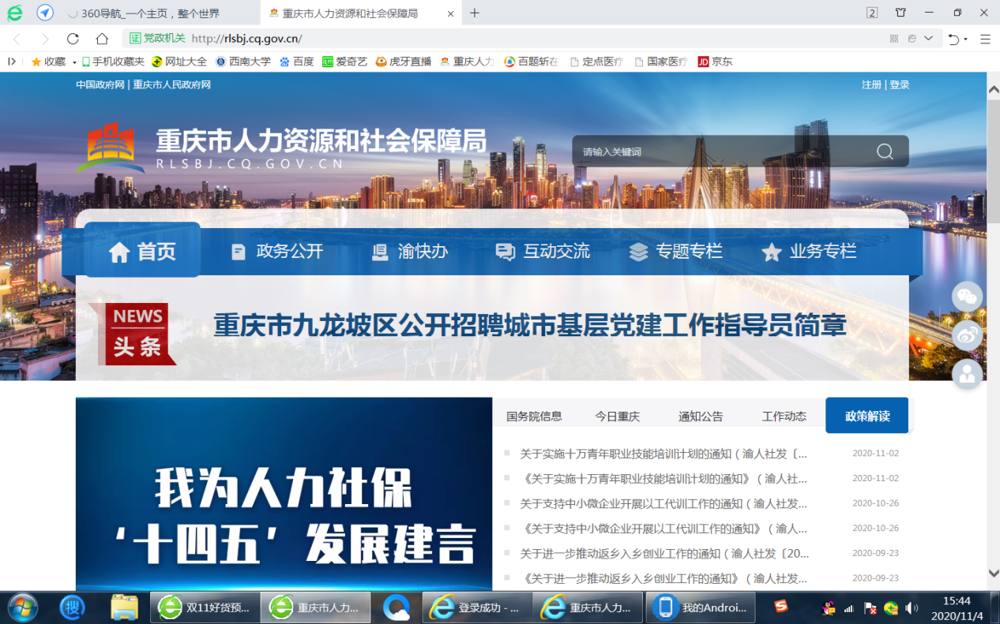 360导航_一个主页，整个世界
重庆市人力资源和社会保障局
2
证 党政机关 http://rlsbj.cq.gov.cn/
收藏 手机收藏夹 网址大全 西南大学 百度 爱奇艺 虎牙直播 重庆人力 百题斩在 定点医疗 国家医疗 JD 京东
中国政府网 | 重庆市人民政府网
注册 | 登录
重庆市人力资源和社会保障局
RLSBJ.CQ.GOV.CN
请输入关键词
首页 政务公开 渝快办 互动交流 专题专栏 业务专栏
NEWS
头条
重庆市九龙坡区公开招聘城市基层党建工作指导员简章
我为人力社保
‘十四五’发展建言
国务院信息 今日重庆 通知公告 工作动态 政策解读
关于实施十万青年职业技能培训计划的通知（渝人社发〔... 2020-11-02
《关于实施十万青年职业技能培训计划的通知》（渝人社... 2020-11-02
关于支持中小微企业开展以工代训工作的通知（渝人社发... 2020-10-26
《关于支持中小微企业开展以工代训工作的通知》（渝人... 2020-10-26
关于进一步推动返乡入乡创业工作的通知（渝人社发〔20... 2020-09-23
《关于进一步推动返乡入乡创业工作的通知》（渝人社... 2020-09-23
搜 双11好货预... 重庆市人力... 登录成功 - ... 重庆市人力... 我的Androi...
15:44
2020/11/4